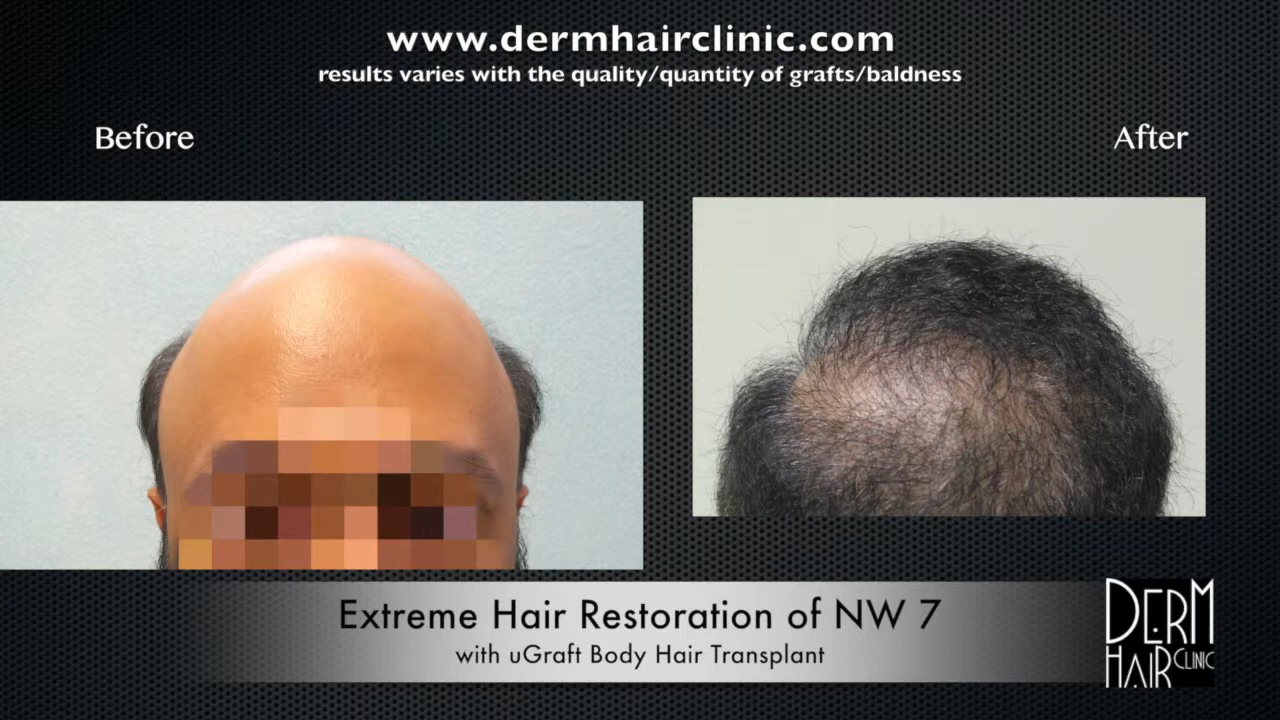 www.dermhairclinic.com
results varies with the quality/quantity of grafts/baldness
Before
After
Extreme Hair Restoration of NW 7
with uGraft Body Hair Transplant
DERM
HAIR CLINIC